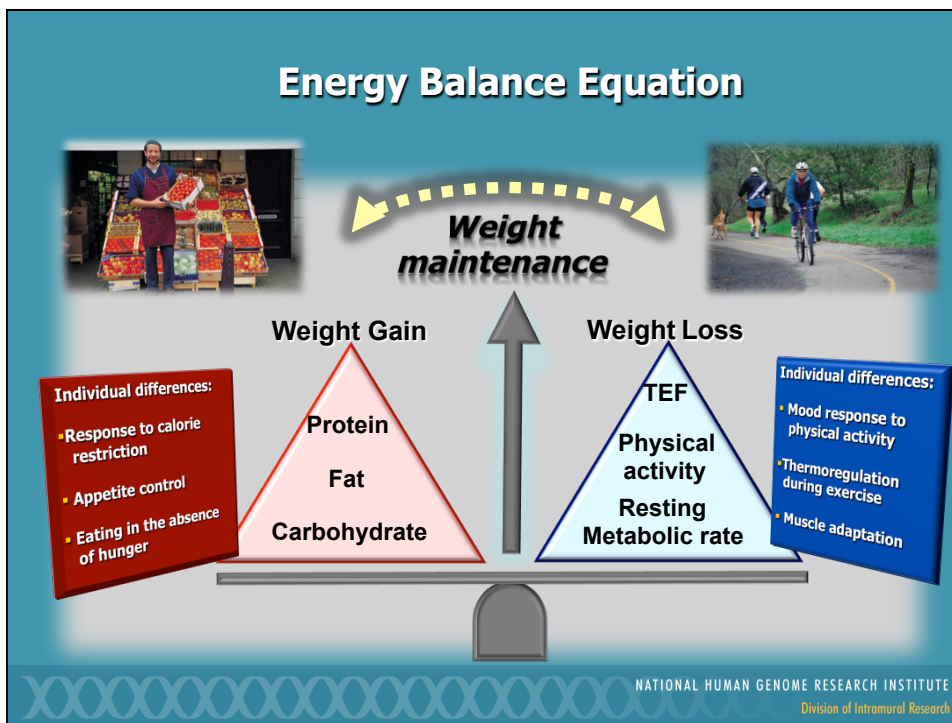 Energy Balance Equation
Weight
maintenance
Weight Gain
Weight Loss
Individual differences:
▪Response to calorie
restriction
▪ Appetite control
▪ Eating in the absence
of hunger
Protein
Fat
Carbohydrate
TEF
Physical
activity
Resting
Metabolic rate
Individual differences:
▪ Mood response to
physical activity
▪Thermoregulation
during exercise
▪ Muscle adaptation
NATIONAL HUMAN GENOME RESEARCH INSTITUTE
Division of Intramural Research